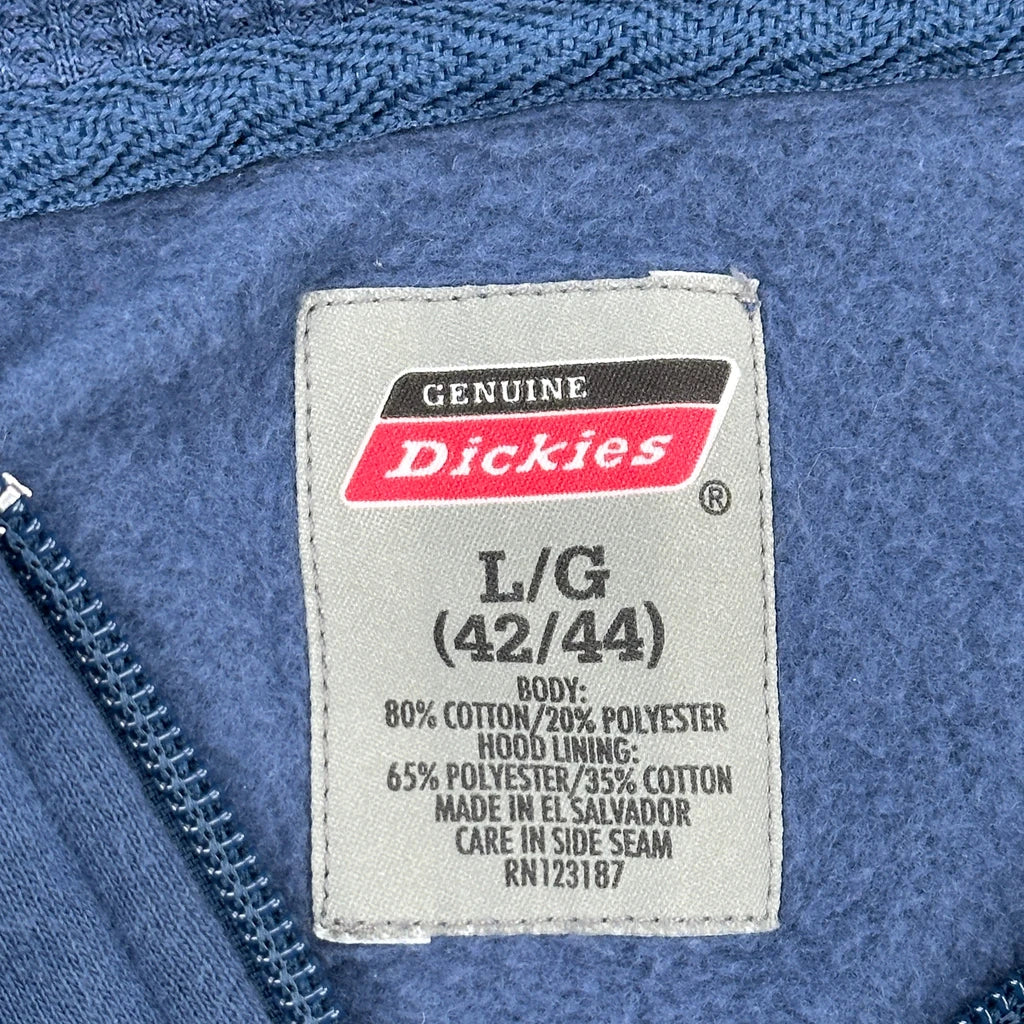 GENUINE
Dickies
®
L/G
(42/44)
BODY:
80% COTTON/20% POLYESTER
HOOD LINING:
65% POLYESTER/35% COTTON
MADE IN EL SALVADOR
CARE IN SIDE SEAM
RN123187